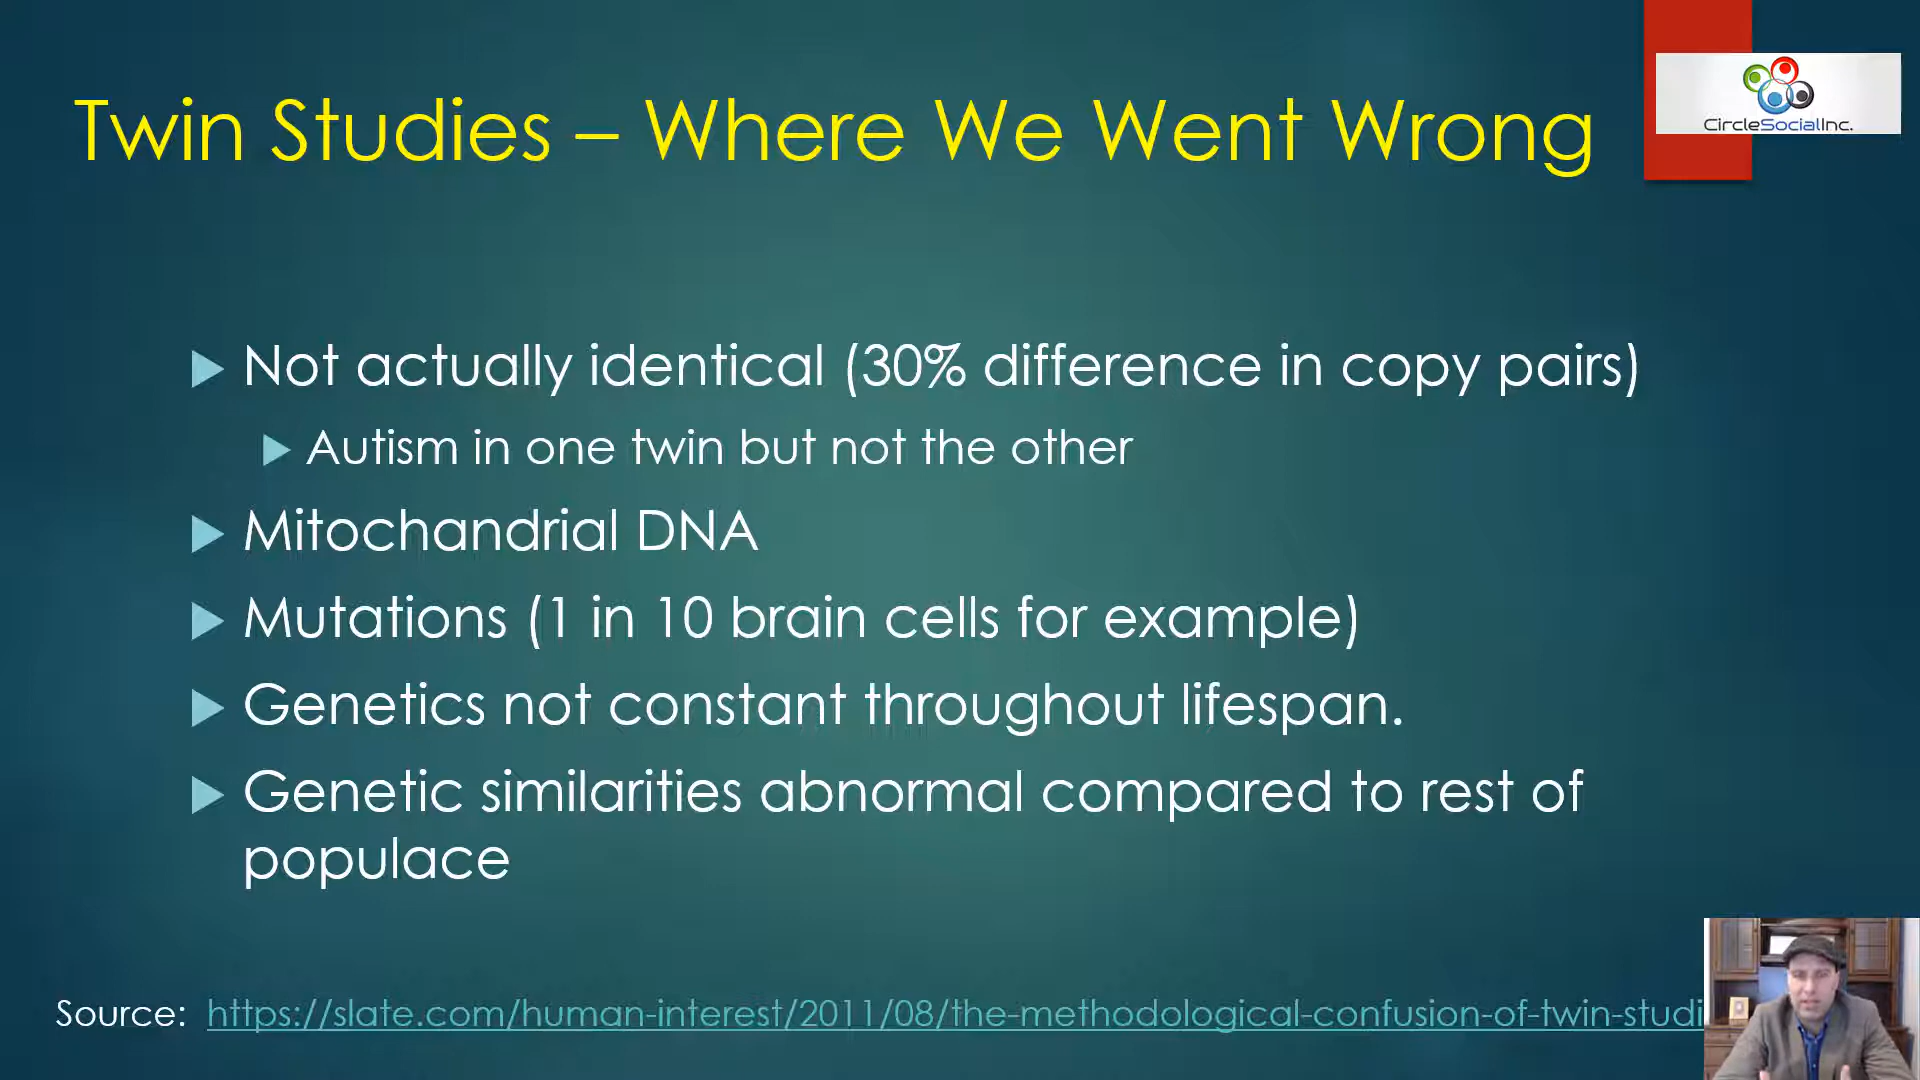 Twin Studies – Where We Went Wrong
CircleSocialInc.
Not actually identical (30% difference in copy pairs)
Autism in one twin but not the other
Mitochandrial DNA
Mutations (1 in 10 brain cells for example)
Genetics not constant throughout lifespan.
Genetic similarities abnormal compared to rest of
populace
Source: https://slate.com/human-interest/2011/08/the-methodological-confusion-of-twin-studi